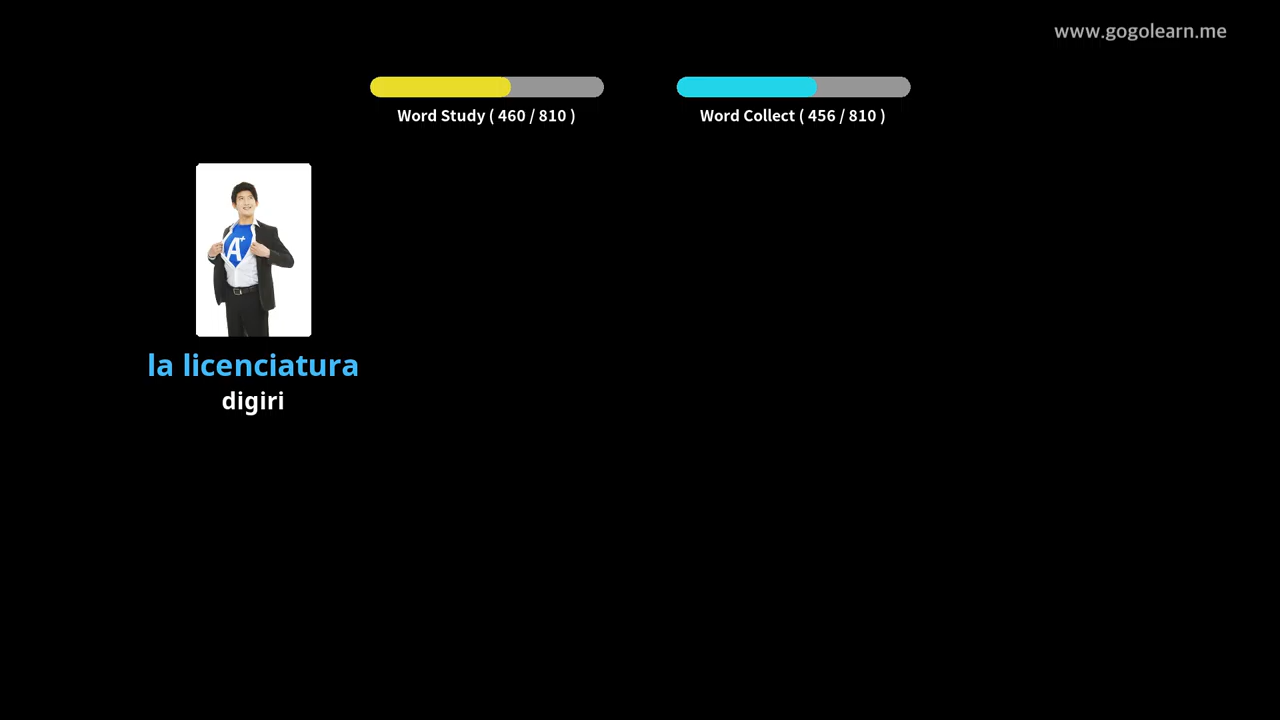 www.gogolearn.me
Word Study ( 460 / 810 )
Word Collect ( 456 / 810 )
A+
la licenciatura
digiri